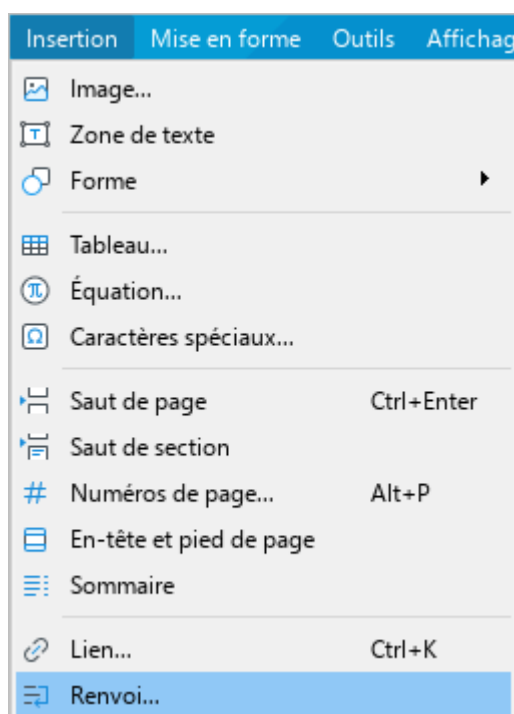 Insertion Mise en forme Outils Affichag
Image...
Zone de texte
Forme
Tableau...
Équation...
Caractères spéciaux...
Saut de page Ctrl+Enter
Saut de section
Numéros de page... Alt+P
En-tête et pied de page
Sommaire
Lien... Ctrl+K
Renvoi...